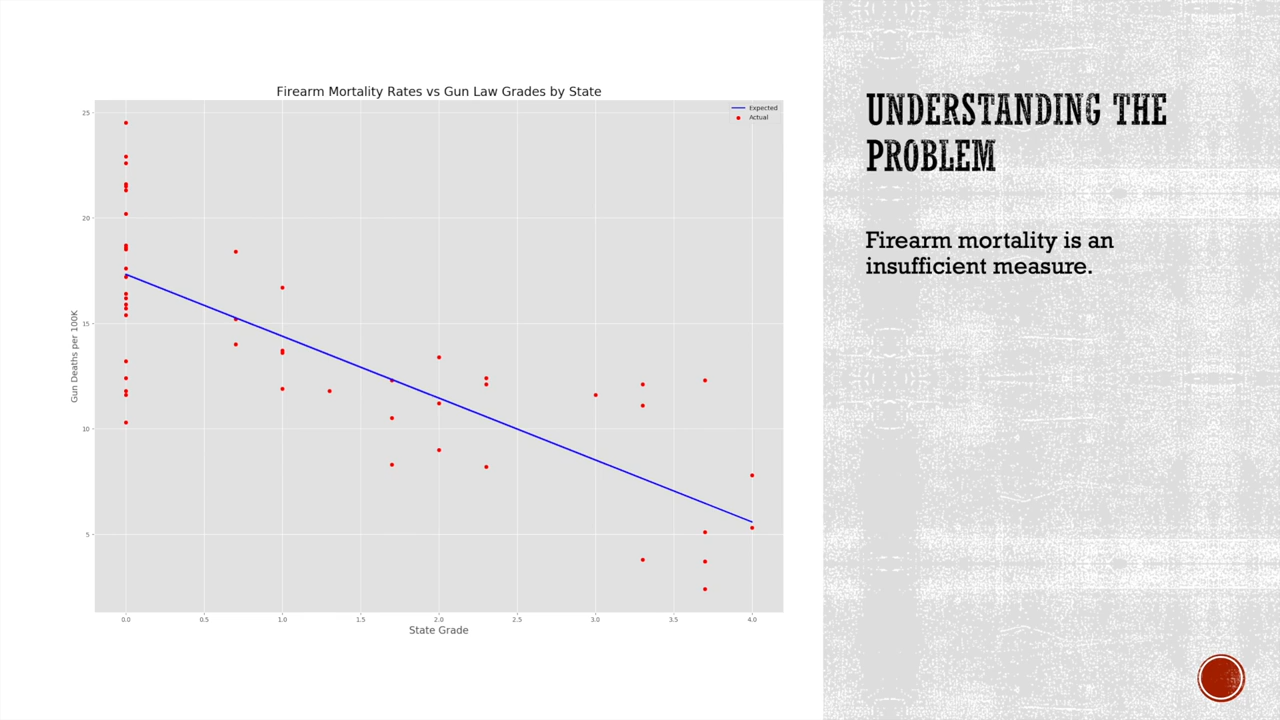 Firearm Mortality Rates vs Gun Law Grades by State
Expected
Actual
25
20
15
10
5
Gun Deaths per 100K
0.0 0.5 1.0 1.5 2.0 2.5 3.0 3.5 4.0
State Grade
UNDERSTANDING THE
PROBLEM
Firearm mortality is an
insufficient measure.